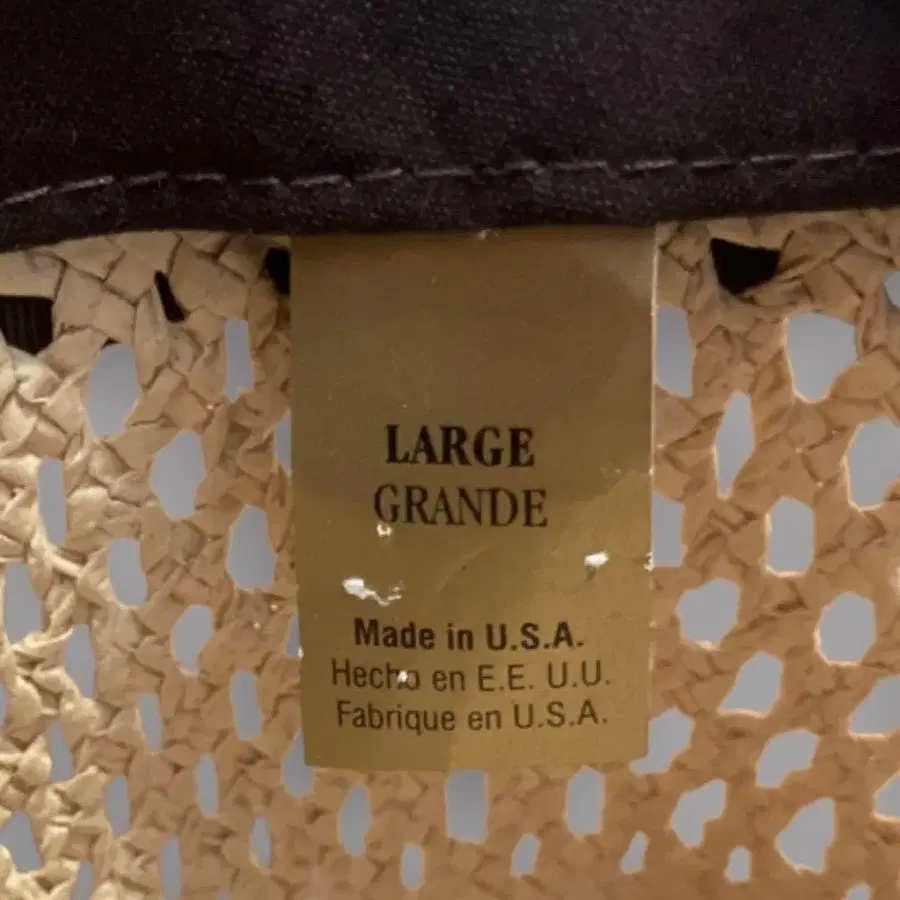 LARGE
GRANDE
Made in U.S.A.
Hecho en E.E. U.U.
Fabrique en U.S.A.